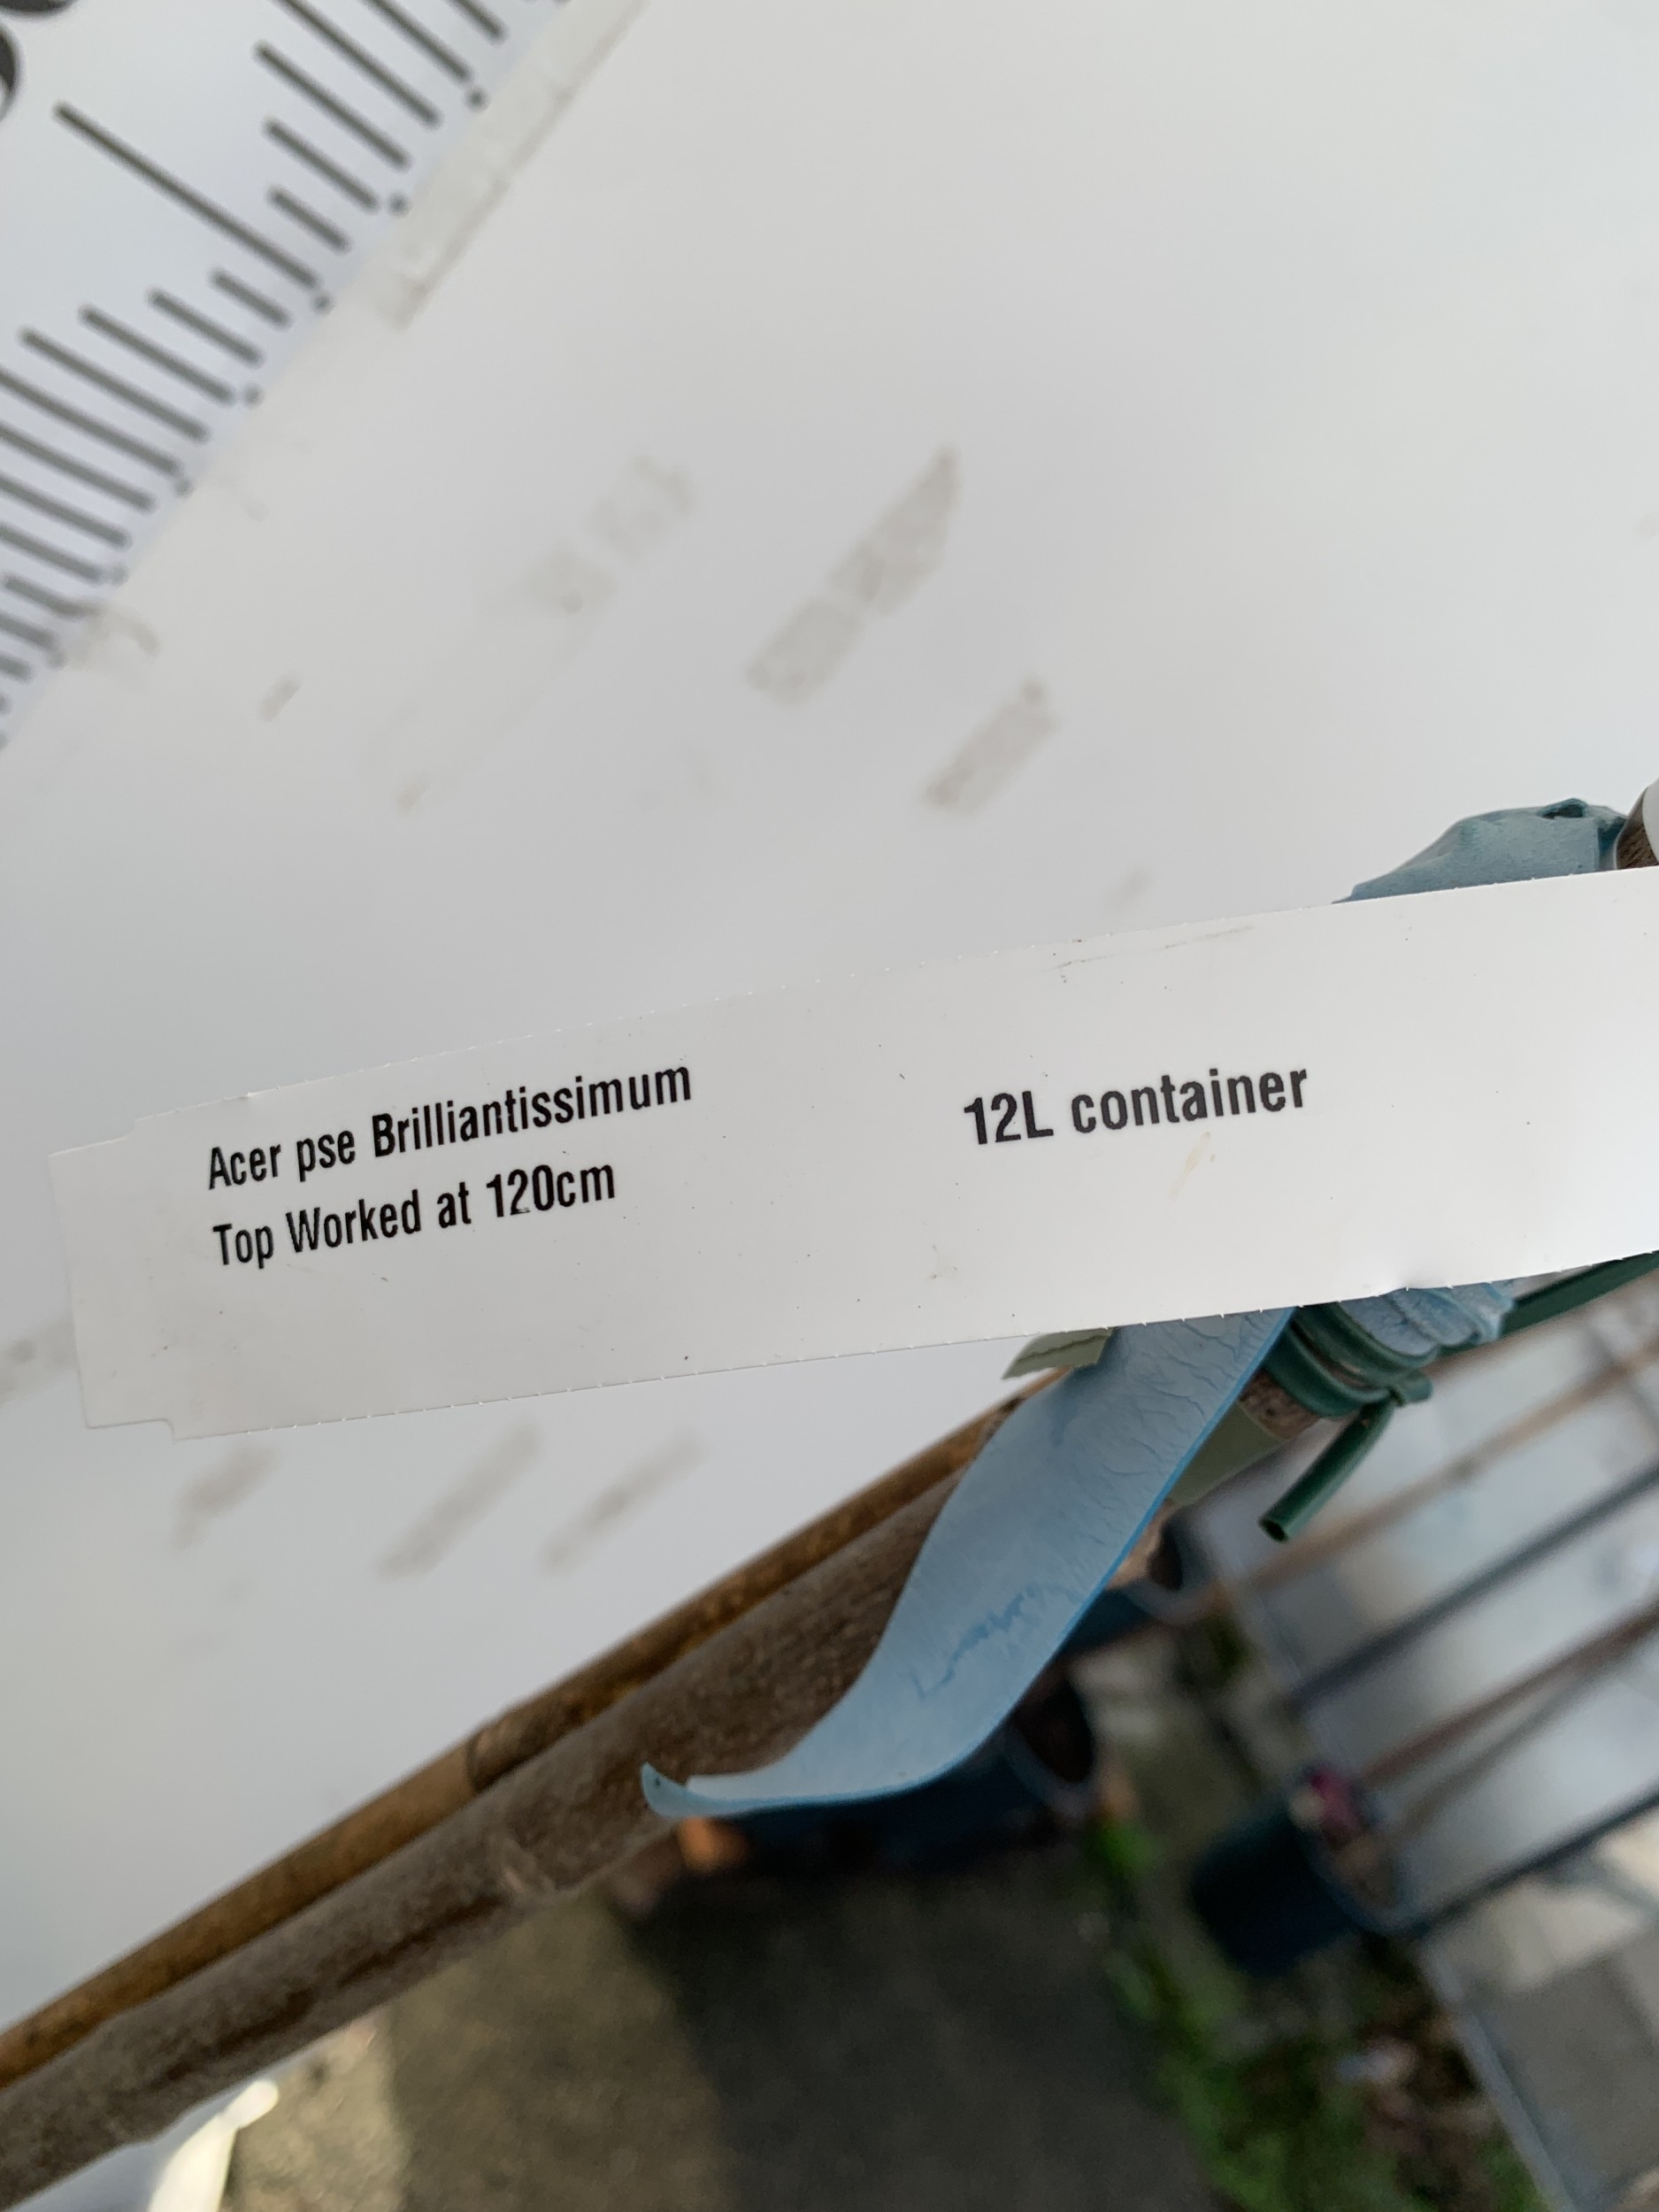 Acer pse Brilliantissimum
Top Worked at 120cm
12L container